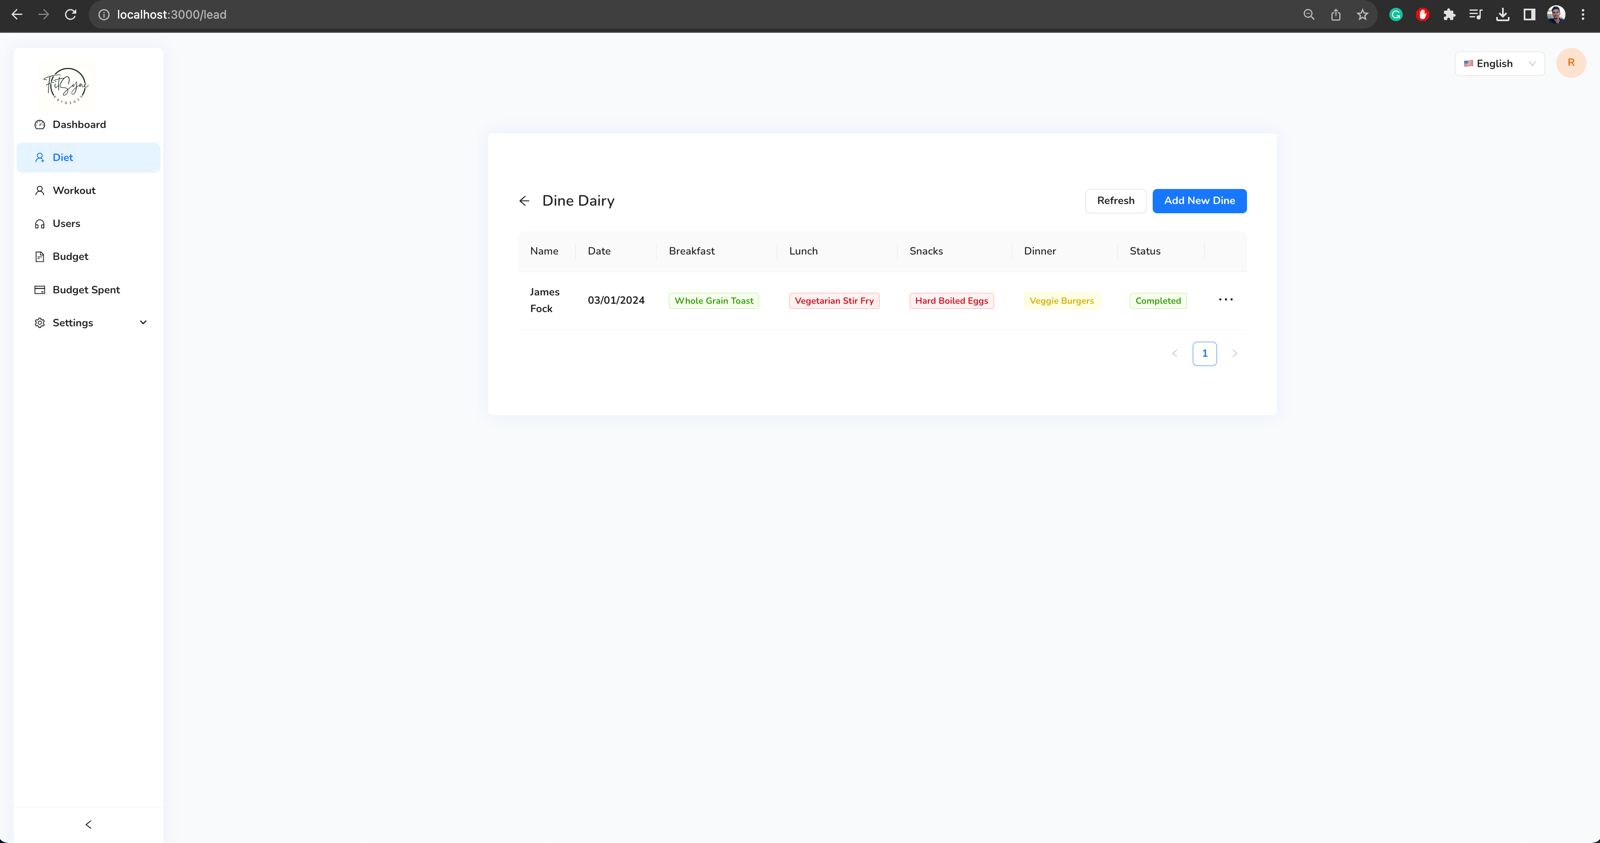 localhost:3000/lead
English
R
Dashboard
Diet
Workout
Users
Budget
Budget Spent
Settings
Dine Dairy
Refresh
Add New Dine
Name Date Breakfast Lunch Snacks Dinner Status
James
Fock
03/01/2024 Whole Grain Toast Vegetarian Stir Fry Hard Boiled Eggs Veggie Burgers Completed
1